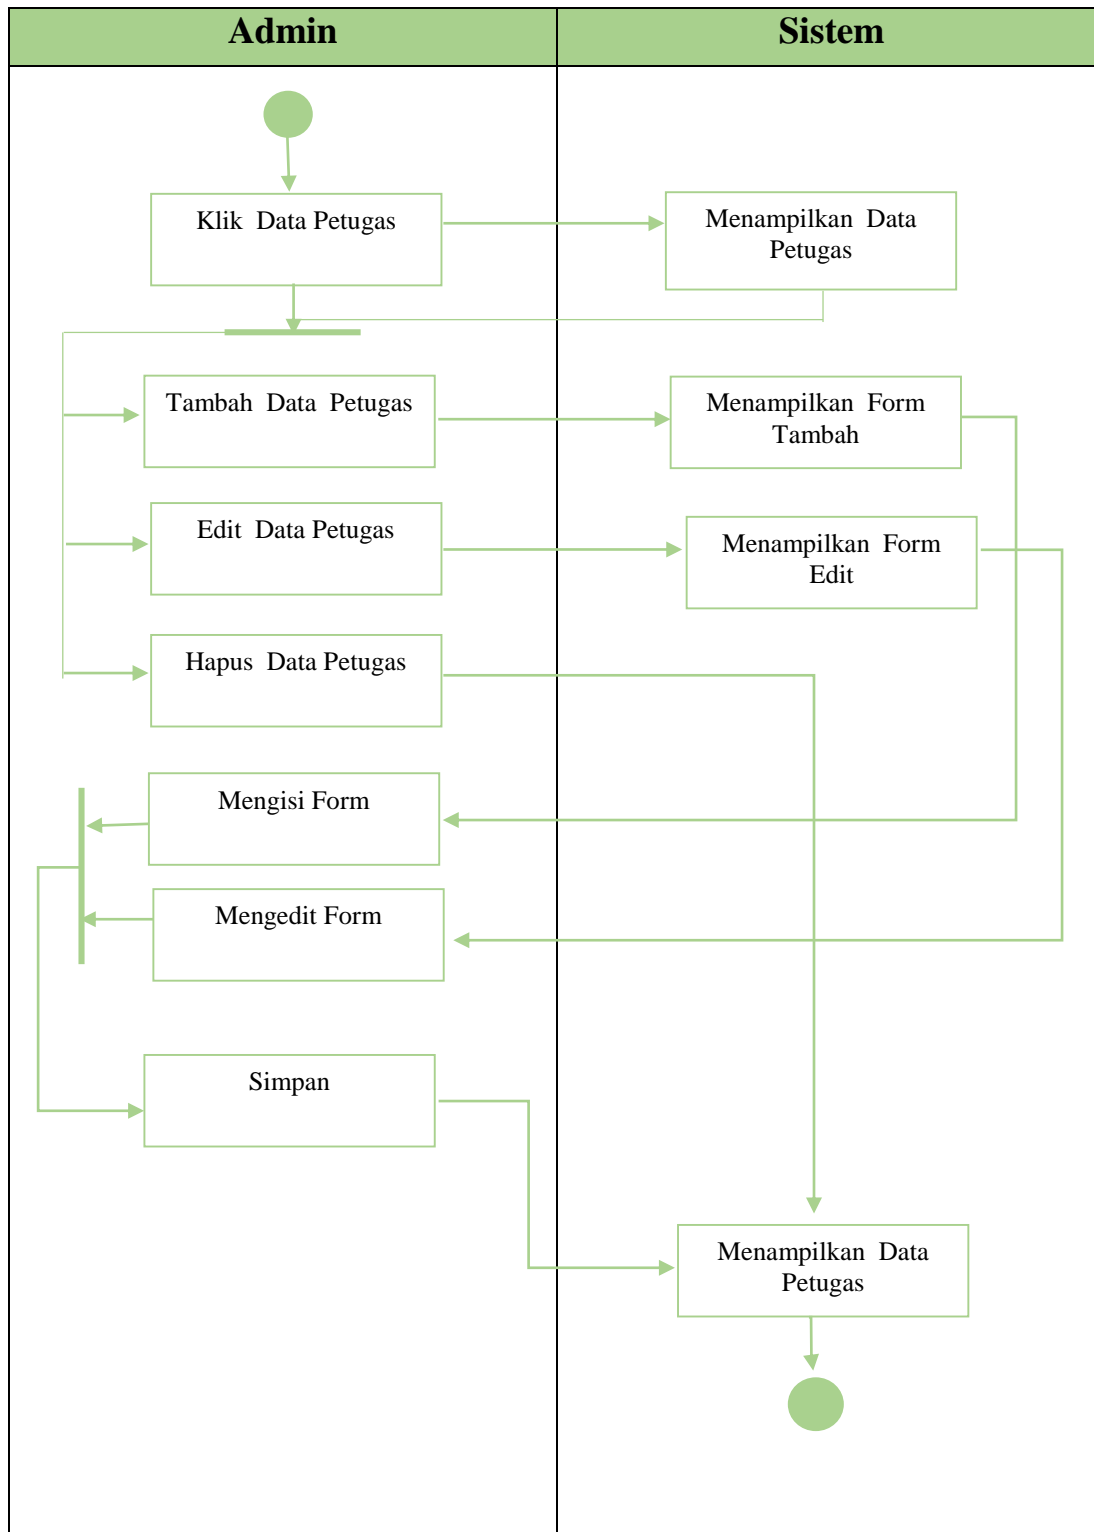 Admin
Sistem
Klik Data Petugas
Menampilkan Data
Petugas
Tambah Data Petugas
Menampilkan Form
Tambah
Edit Data Petugas
Menampilkan Form
Edit
Hapus Data Petugas
Mengisi Form
Mengedit Form
Simpan
Menampilkan Data
Petugas